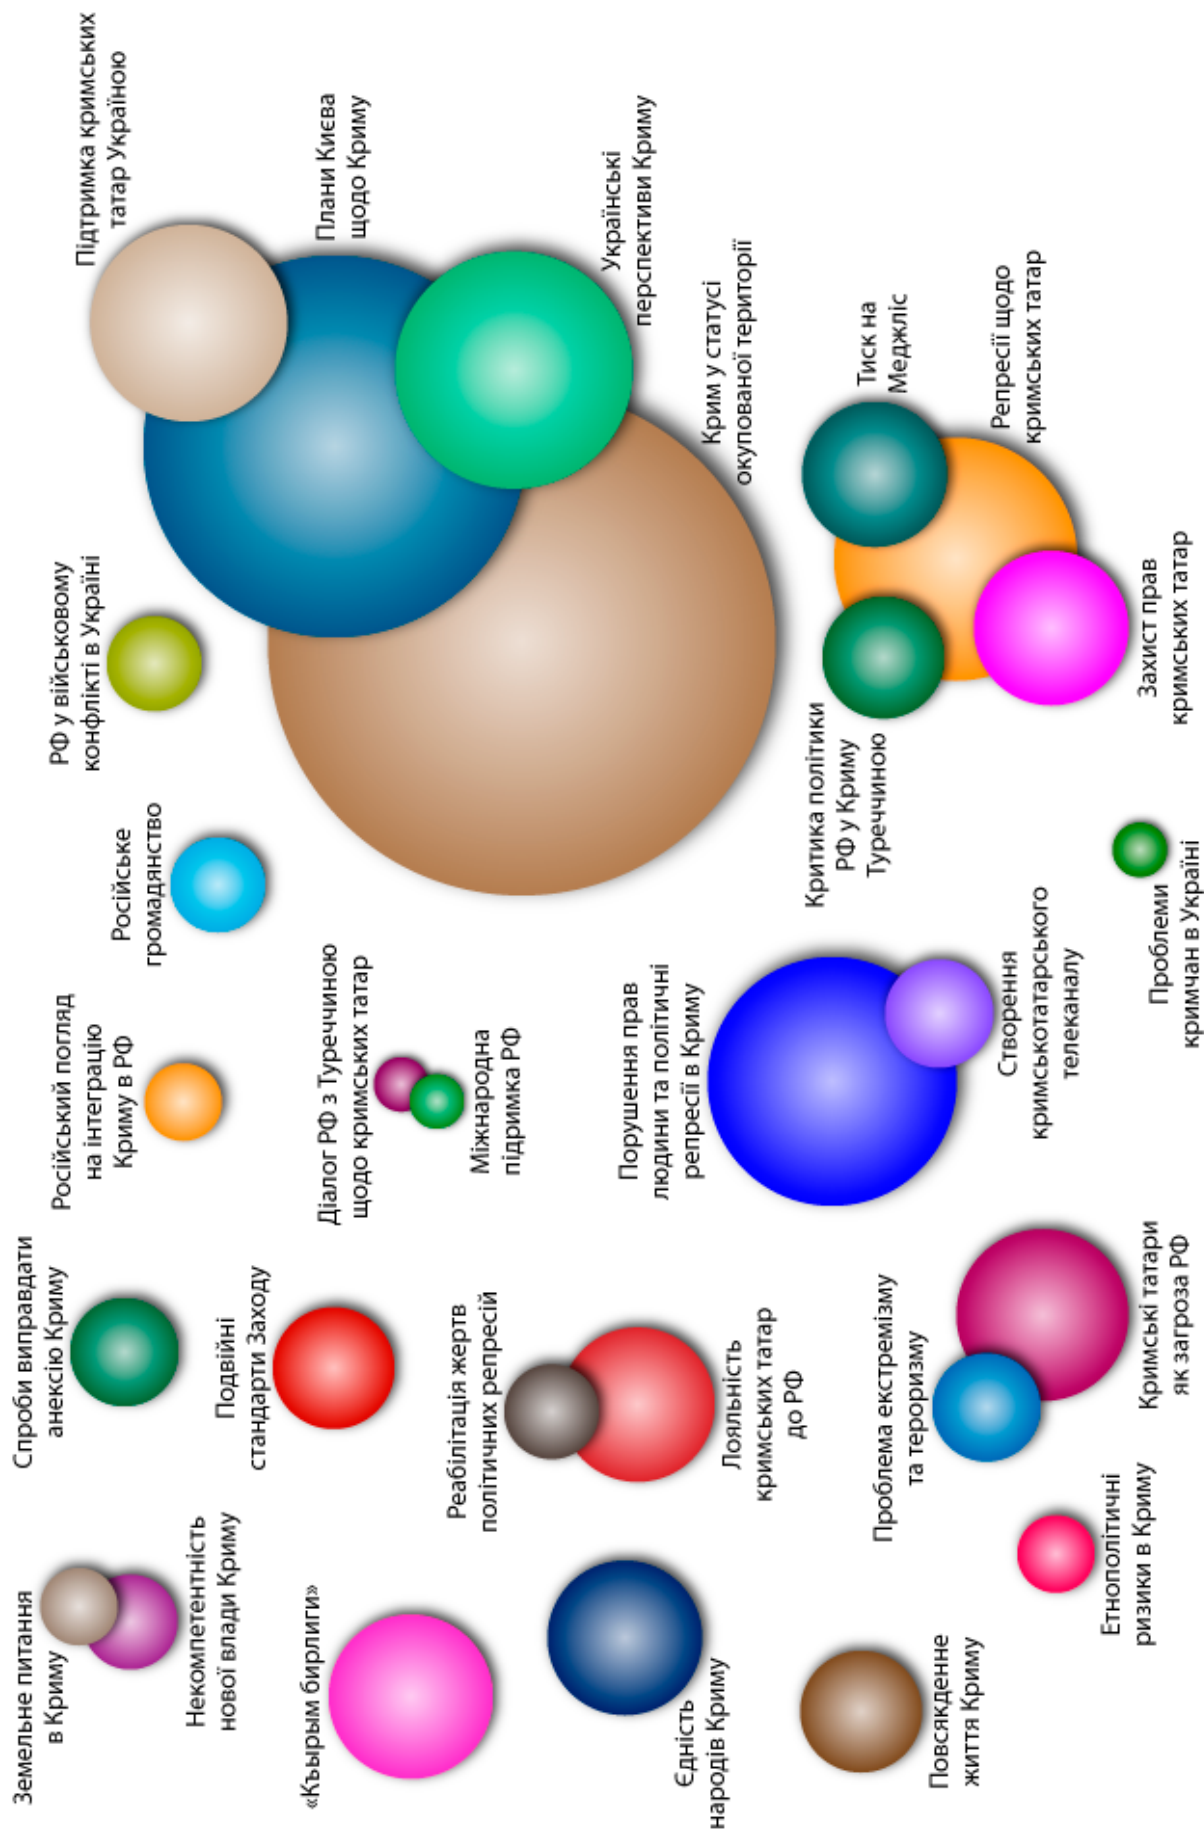 Земельне питання
в Криму
Спроби виправдати
анексію Криму
Російський погляд
на інтеграцію
Криму в РФ
РФ у військовому
конфлікті в Україні
Підтримка кримських
татар Україною
Російське
громадянство
Некомпетентність
нової влади Криму
Подвійні
стандарти Заходу
«Къырым бирлиги»
Діалог РФ з Туреччиною
щодо кримських татар
Плани Києва
щодо Криму
Реабілітація жертв
політичних репресій
Міжнародна
підримка РФ
Українські
перспективи Криму
Єдність
народів Криму
Лояльність
кримських татар
до РФ
Порушення прав
людини та політичні
репресії в Криму
Крим у статусі
окупованої території
Критика політики
РФ у Криму
Туреччиною
Тиск на
Меджліс
Повсякденне
життя Криму
Проблема екстремізму
та тероризму
Створення
кримськотатарського
телеканалу
Репресії щодо
кримських татар
Етнополітичні
ризики в Криму
Кримські татари
як загроза РФ
Проблеми
кримчан в Україні
Захист прав
кримських татар